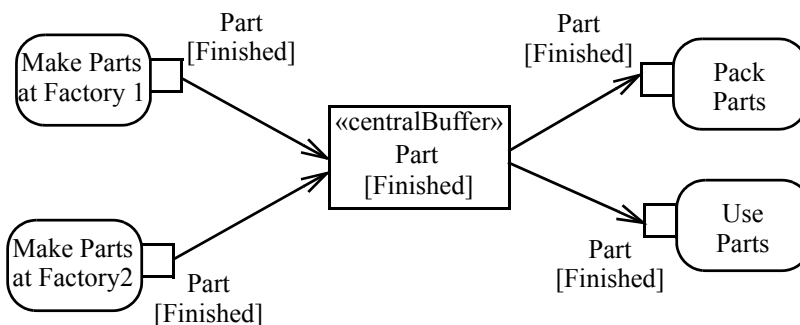 Part
[Finished]
Make Parts
at Factory 1
Part
[Finished]
Pack
Parts
«centralBuffer»
Part
[Finished]
Make Parts
at Factory2
Part
[Finished]
Use
Parts
Part
[Finished]